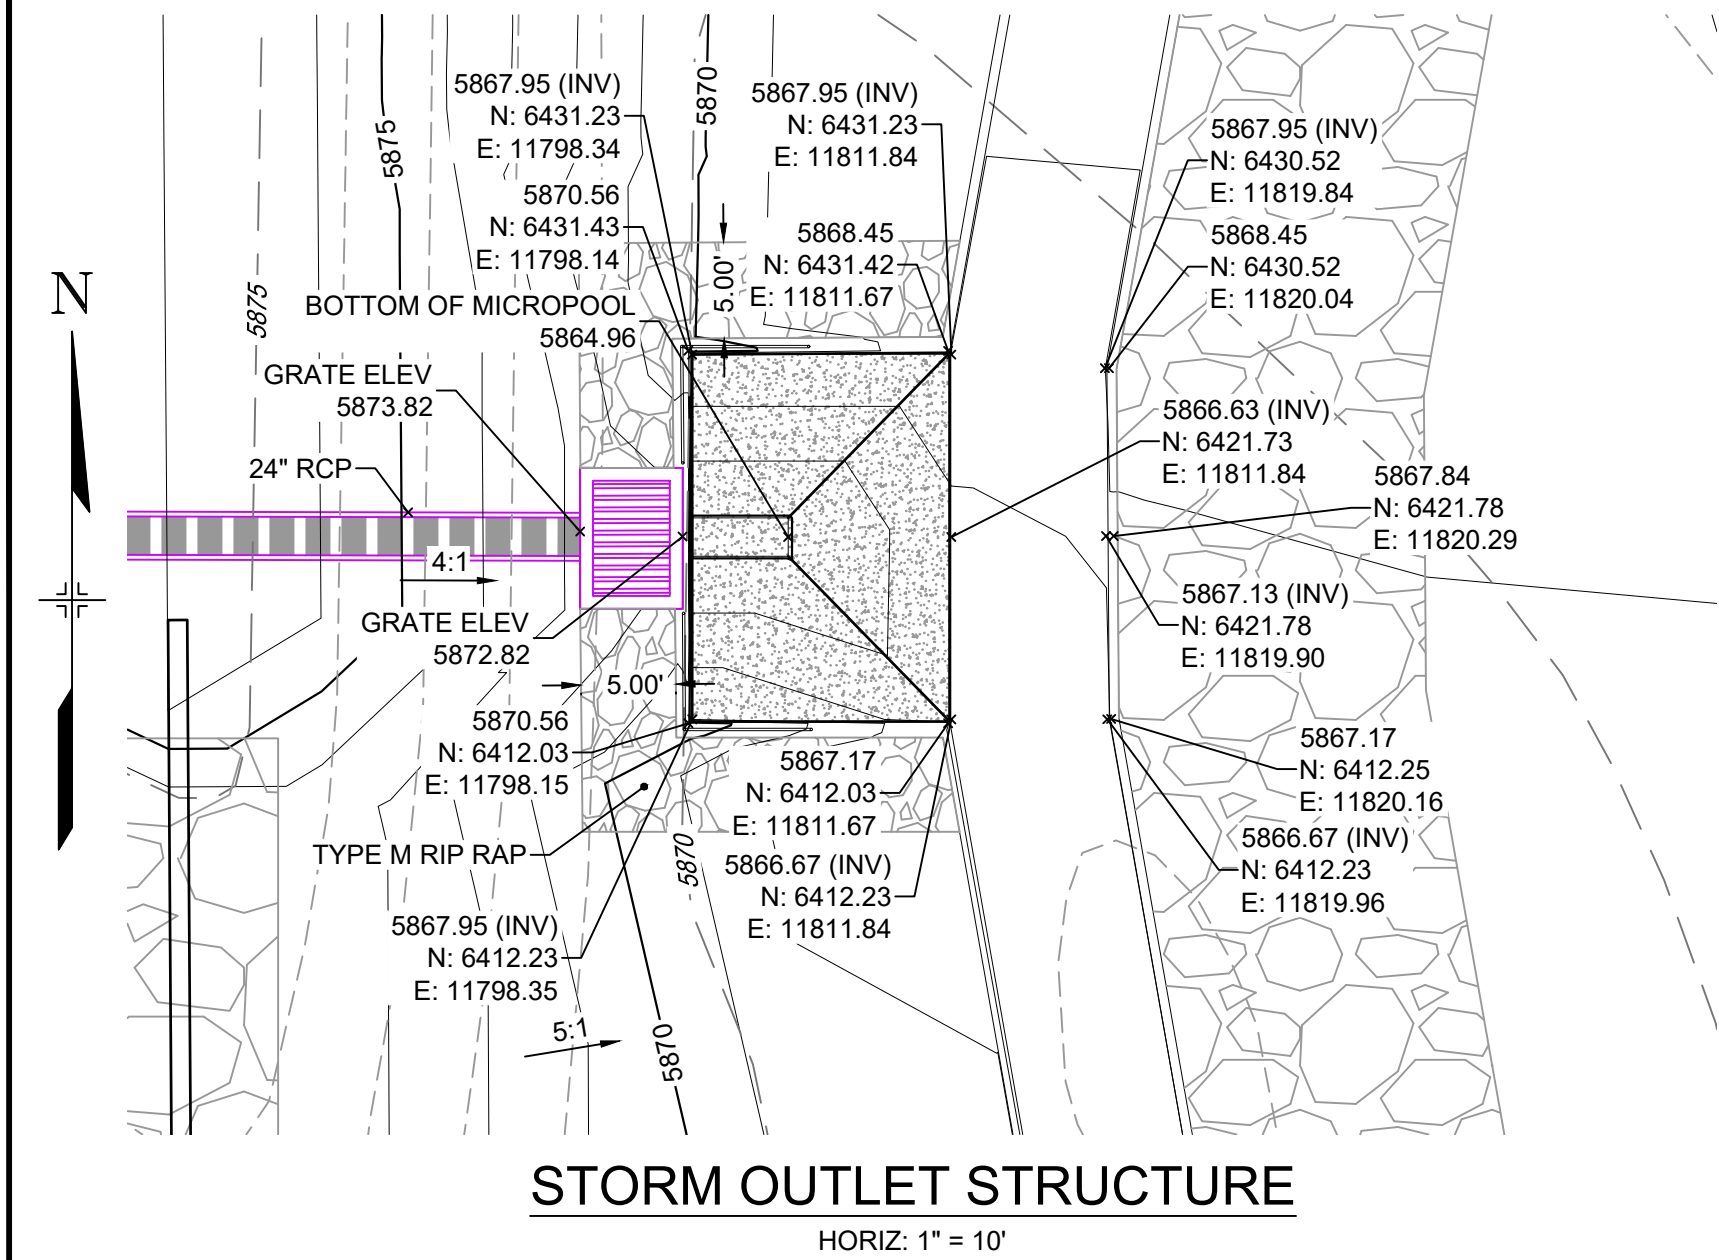 5867.95 (INV)
N: 6431.23
E: 11798.34
5870.56
N: 6431.43
E: 11798.14
BOTTOM OF MICROPOOL
5864.96
GRATE ELEV
5873.82
24" RCP
4:1
GRATE ELEV
5872.82
5870.56
N: 6412.03
E: 11798.15
TYPE M RIP RAP
5867.95 (INV)
N: 6412.23
E: 11798.35
5:1
5875
5875
N
5870
5867.95 (INV)
N: 6431.23
E: 11811.84
5868.45
N: 6431.42
E: 11811.67
5.00'
5.00'
5867.17
N: 6412.03
E: 11811.67
5866.67 (INV)
N: 6412.23
E: 11811.84
5870
5870
5867.95 (INV)
N: 6430.52
E: 11819.84
5868.45
N: 6430.52
E: 11820.04
5866.63 (INV)
N: 6421.73
E: 11811.84
5867.84
N: 6421.78
E: 11820.29
5867.13 (INV)
N: 6421.78
E: 11819.90
5867.17
N: 6412.25
E: 11820.16
5866.67 (INV)
N: 6412.23
E: 11819.96
STORM OUTLET STRUCTURE
HORIZ: 1" = 10'